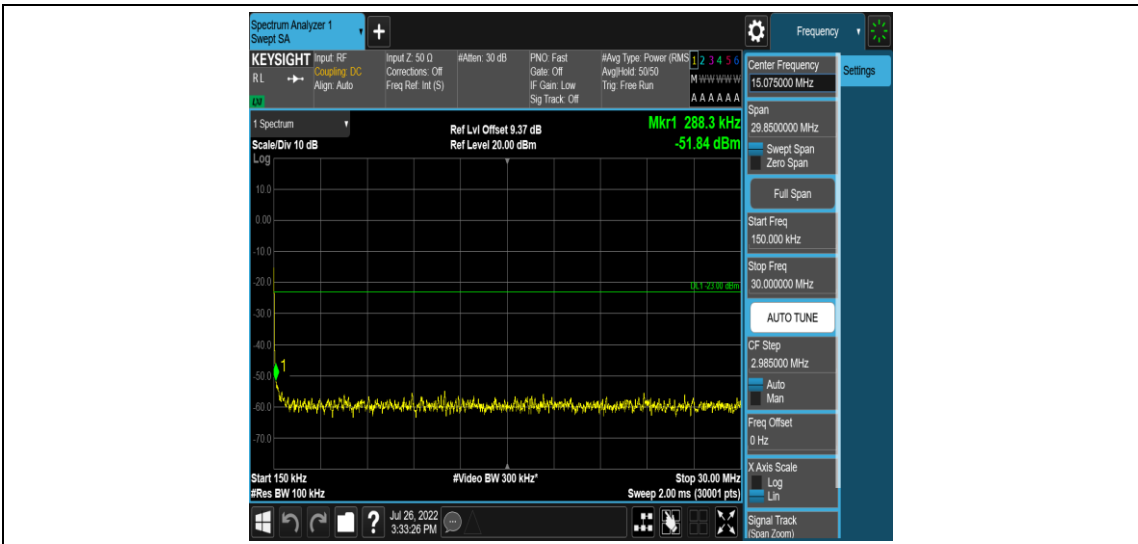 Spectrum Analyzer 1
Swept SA
+
Frequency
KEYSIGHT
RL
Input: RF
Coupling: DC
Align: Auto
Input Z: 50 Ω
Corrections: Off
Freq Ref: Int (S)
#Atten: 30 dB
PNO: Fast
Gate: Off
IF Gain: Low
Sig Track: Off
#Avg Type: Power (RMS
Avg|Hold: 50/50
Trig: Free Run
1 2 3 4 5 6
M W W W W W
A A A A A A
1 Spectrum
Scale/Div 10 dB
Ref Lvl Offset 9.37 dB
Ref Level 20.00 dBm
Mkr1 288.3 kHz
-51.84 dBm
Log
10.0
0.00
-10.0
-20.0
-30.0
-40.0
-50.0
-60.0
-70.0
DL1 -23.00 dBm
1
Start 150 kHz
#Res BW 100 kHz
#Video BW 300 kHz*
Stop 30.00 MHz
Sweep 2.00 ms (30001 pts)
?
Jul 26, 2022
3:33:26 PM
Center Frequency
15.075000 MHz
Settings
Span
29.8500000 MHz
Swept Span
Zero Span
Full Span
Start Freq
150.000 kHz
Stop Freq
30.000000 MHz
AUTO TUNE
CF Step
2.985000 MHz
Auto
Man
Freq Offset
0 Hz
X Axis Scale
Log
Lin
Signal Track
(Span Zoom)